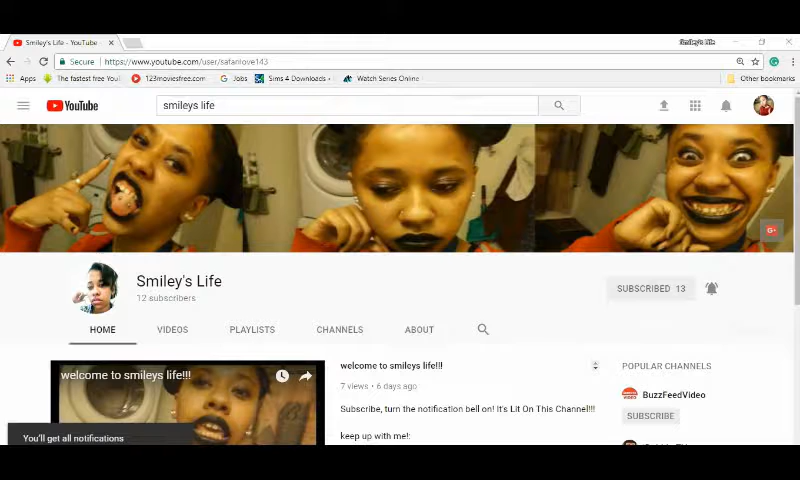 Smiley's Life - YouTube
Smiley's Life
Secure
https://www.youtube.com/user/safarilove143
Apps
The fastest free You
123moviesfree.com
Jobs
Sims 4 Downloads
Watch Series Online
Other bookmarks
YouTube
smileys life
G+
Smiley's Life
12 subscribers
SUBSCRIBED 13
HOME
VIDEOS
PLAYLISTS
CHANNELS
ABOUT
welcome to smileys life!!!
welcome to smileys life!!!
7 views • 6 days ago
Subscribe, turn the notification bell on! It's Lit On This Channel!!!
keep up with me!:
POPULAR CHANNELS
BuzzFeedVideo
SUBSCRIBE
You'll get all notifications